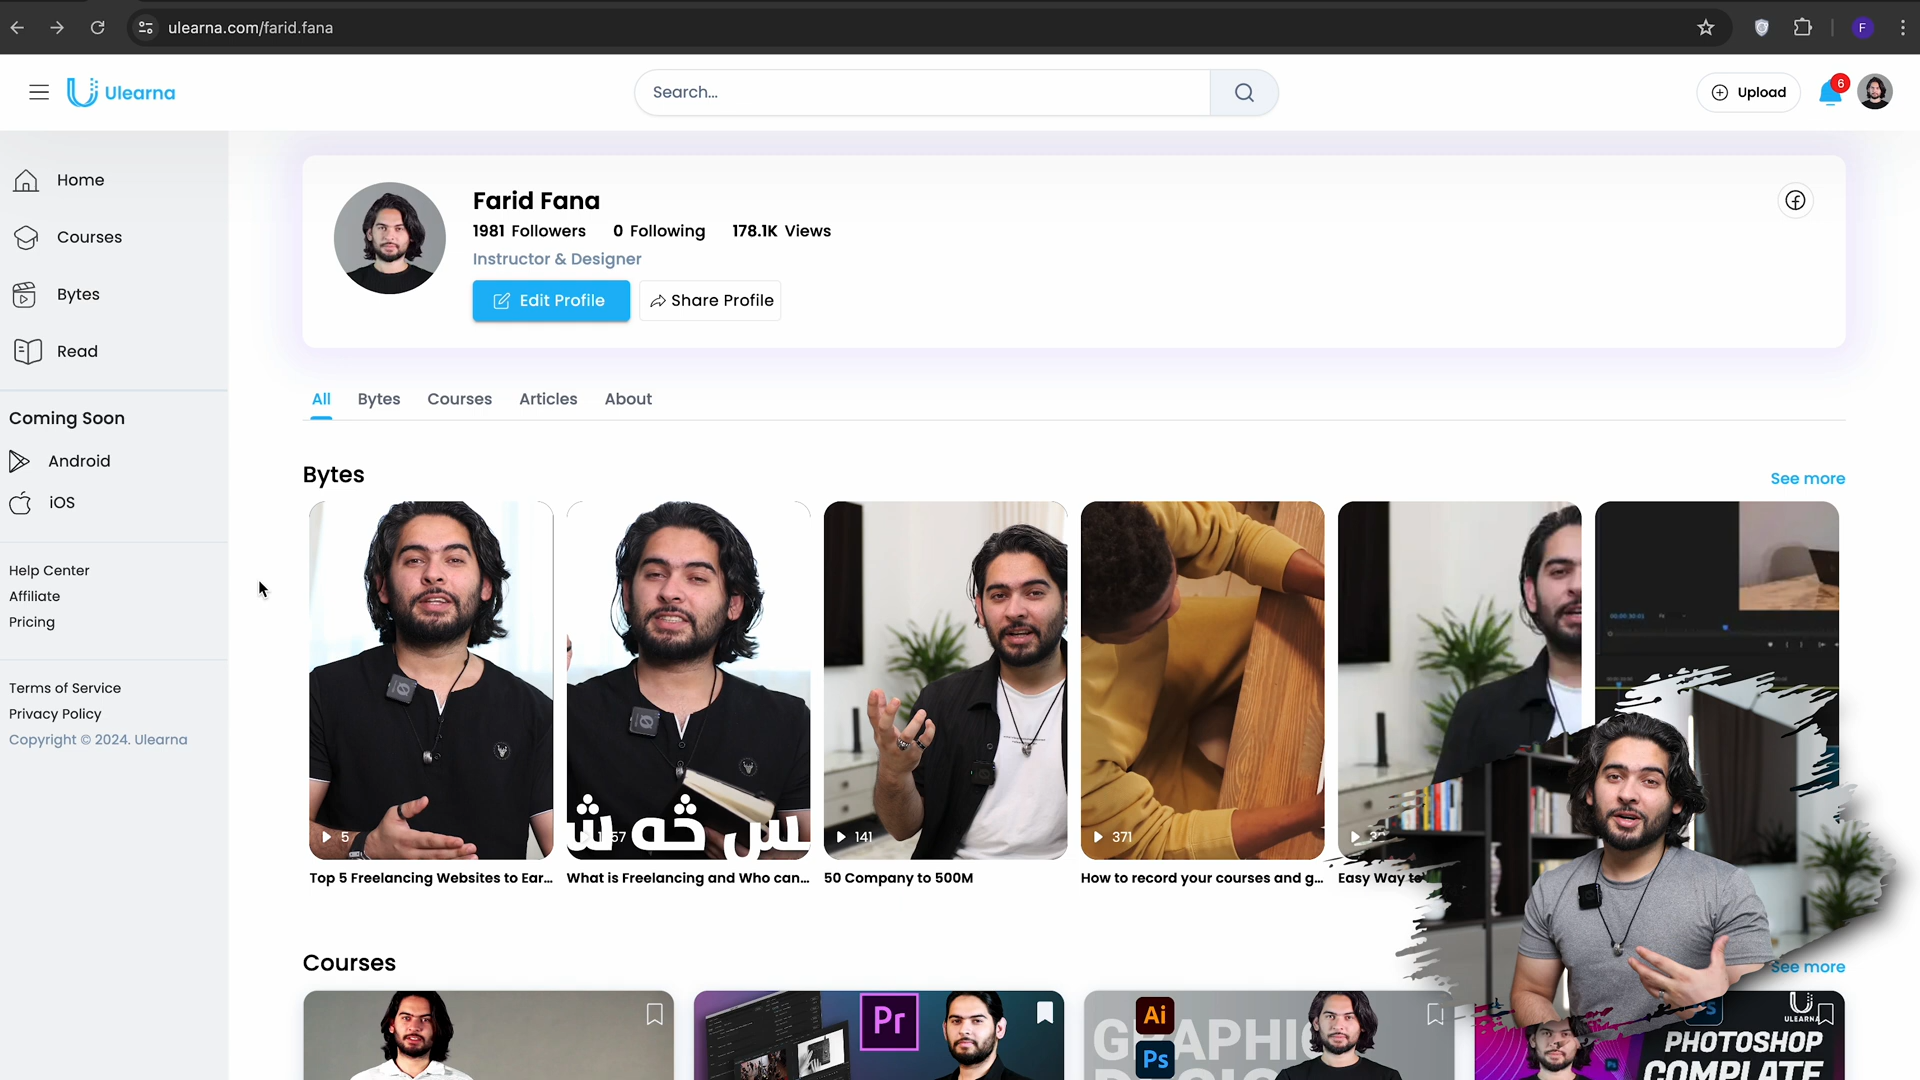 ulearna.com/farid.fana
F
Ulearna
Search...
Upload
6
Home
Courses
Bytes
Read
Coming Soon
Android
iOS
Help Center
Affiliate
Pricing
Terms of Service
Privacy Policy
Copyright © 2024. Ulearna
Farid Fana
1981 Followers 0 Following 178.1K Views
Instructor & Designer
Edit Profile
Share Profile
All Bytes Courses Articles About
Bytes
See more
5
57
141
371
Top 5 Freelancing Websites to Ear...
What is Freelancing and Who can...
50 Company to 500M
How to record your courses and g...
Easy Way to
Courses
See more
Pr
Ai
Ps
GRAPHIC
ULEARNA
PHOTOSHOP
COMPLATE